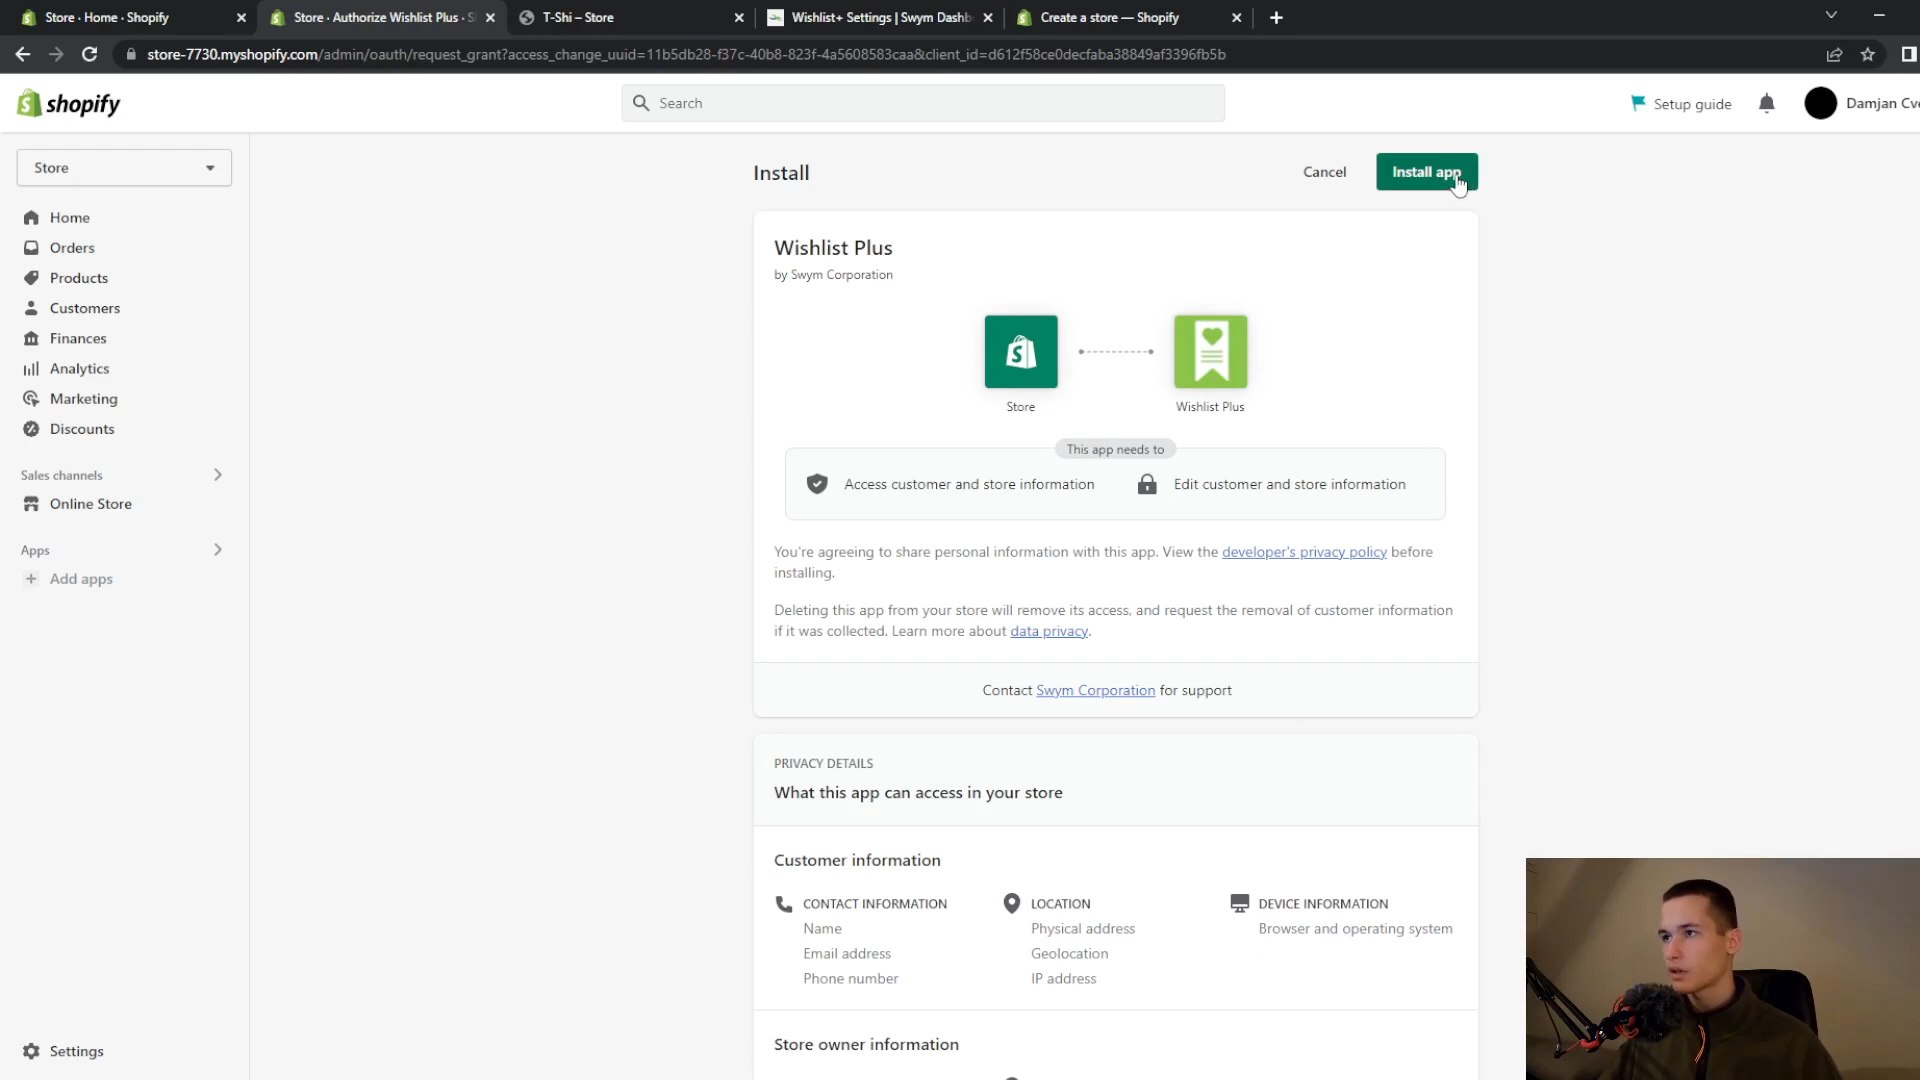 Store · Home · Shopify
Store · Authorize Wishlist Plus · S
T-Shi – Store
Wishlist+ Settings | Swym Dashb
Create a store — Shopify
store-7730.myshopify.com/admin/oauth/request_grant?access_change_uuid=11b5db28-f37c-40b8-823f-4a5608583caa&client_id=d612f58ce0decfaba38849af3396fb5b
shopify
Search
Setup guide
Damjan Cve
Store
Home
Orders
Products
Customers
Finances
Analytics
Marketing
Discounts
Sales channels
Online Store
Apps
Add apps
Settings
Install
Cancel
Install app
Wishlist Plus
by Swym Corporation
Store
Wishlist Plus
This app needs to
Access customer and store information
Edit customer and store information
You're agreeing to share personal information with this app. View the developer's privacy policy before
installing.
Deleting this app from your store will remove its access, and request the removal of customer information
if it was collected. Learn more about data privacy.
Contact Swym Corporation for support
PRIVACY DETAILS
What this app can access in your store
Customer information
CONTACT INFORMATION
Name
Email address
Phone number
LOCATION
Physical address
Geolocation
IP address
DEVICE INFORMATION
Browser and operating system
Store owner information